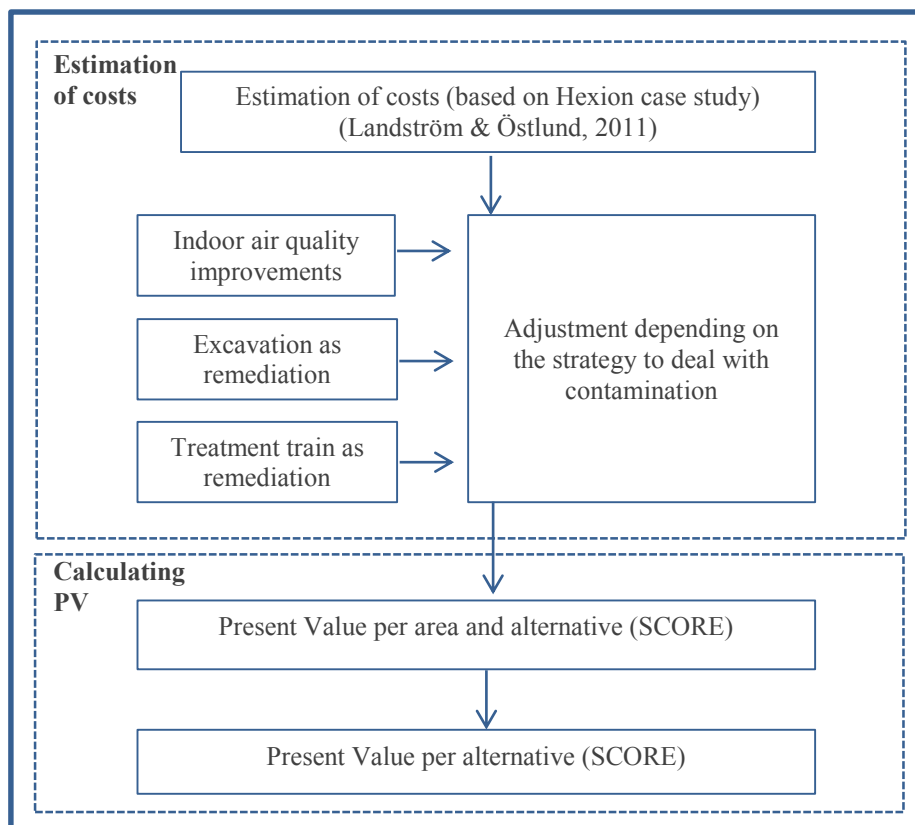 Estimation
of costs
Estimation of costs (based on Hexion case study)
(Landström & Östlund, 2011)
Indoor air quality
improvements
Excavation as
remediation
Treatment train as
remediation
Adjustment depending on
the strategy to deal with
contamination
Calculating
PV
Present Value per area and alternative (SCORE)
Present Value per alternative (SCORE)